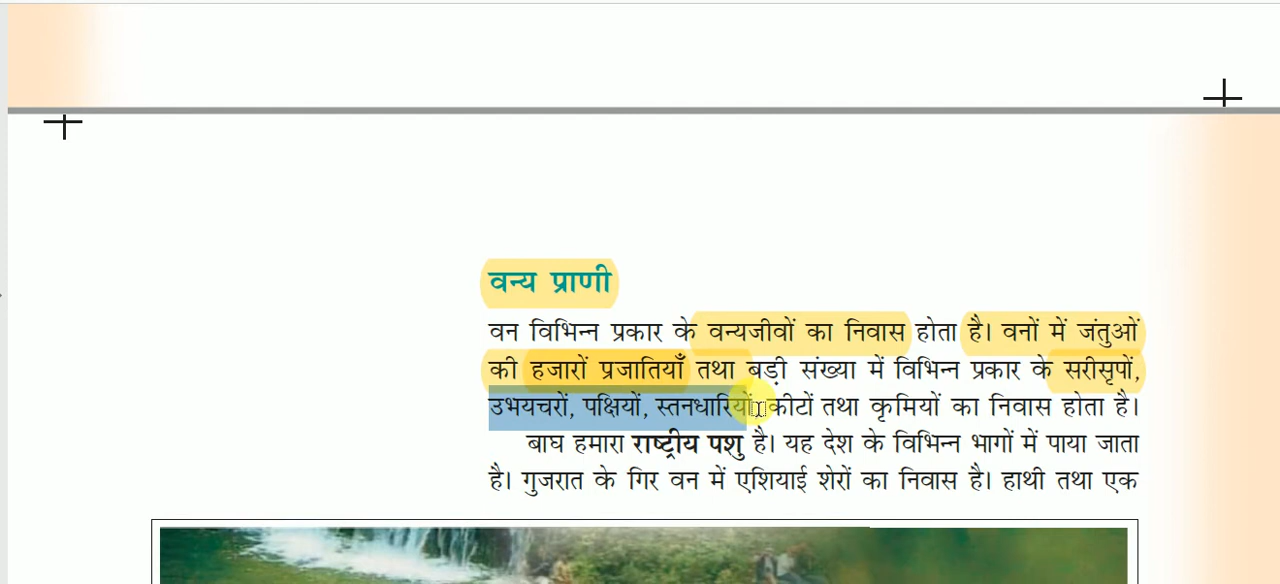 वन्य प्राणी
वन विभिन्न प्रकार के वन्यजीवों का निवास होता है। वनों में जंतुओं
की हजारों प्रजातियाँ तथा बड़ी संख्या में विभिन्न प्रकार के सरीसृपों,
उभयचरों, पक्षियों, स्तनधारियों, कीटों तथा कृमियों का निवास होता है।
बाघ हमारा राष्ट्रीय पशु है। यह देश के विभिन्न भागों में पाया जाता
है। गुजरात के गिर वन में एशियाई शेरों का निवास है। हाथी तथा एक